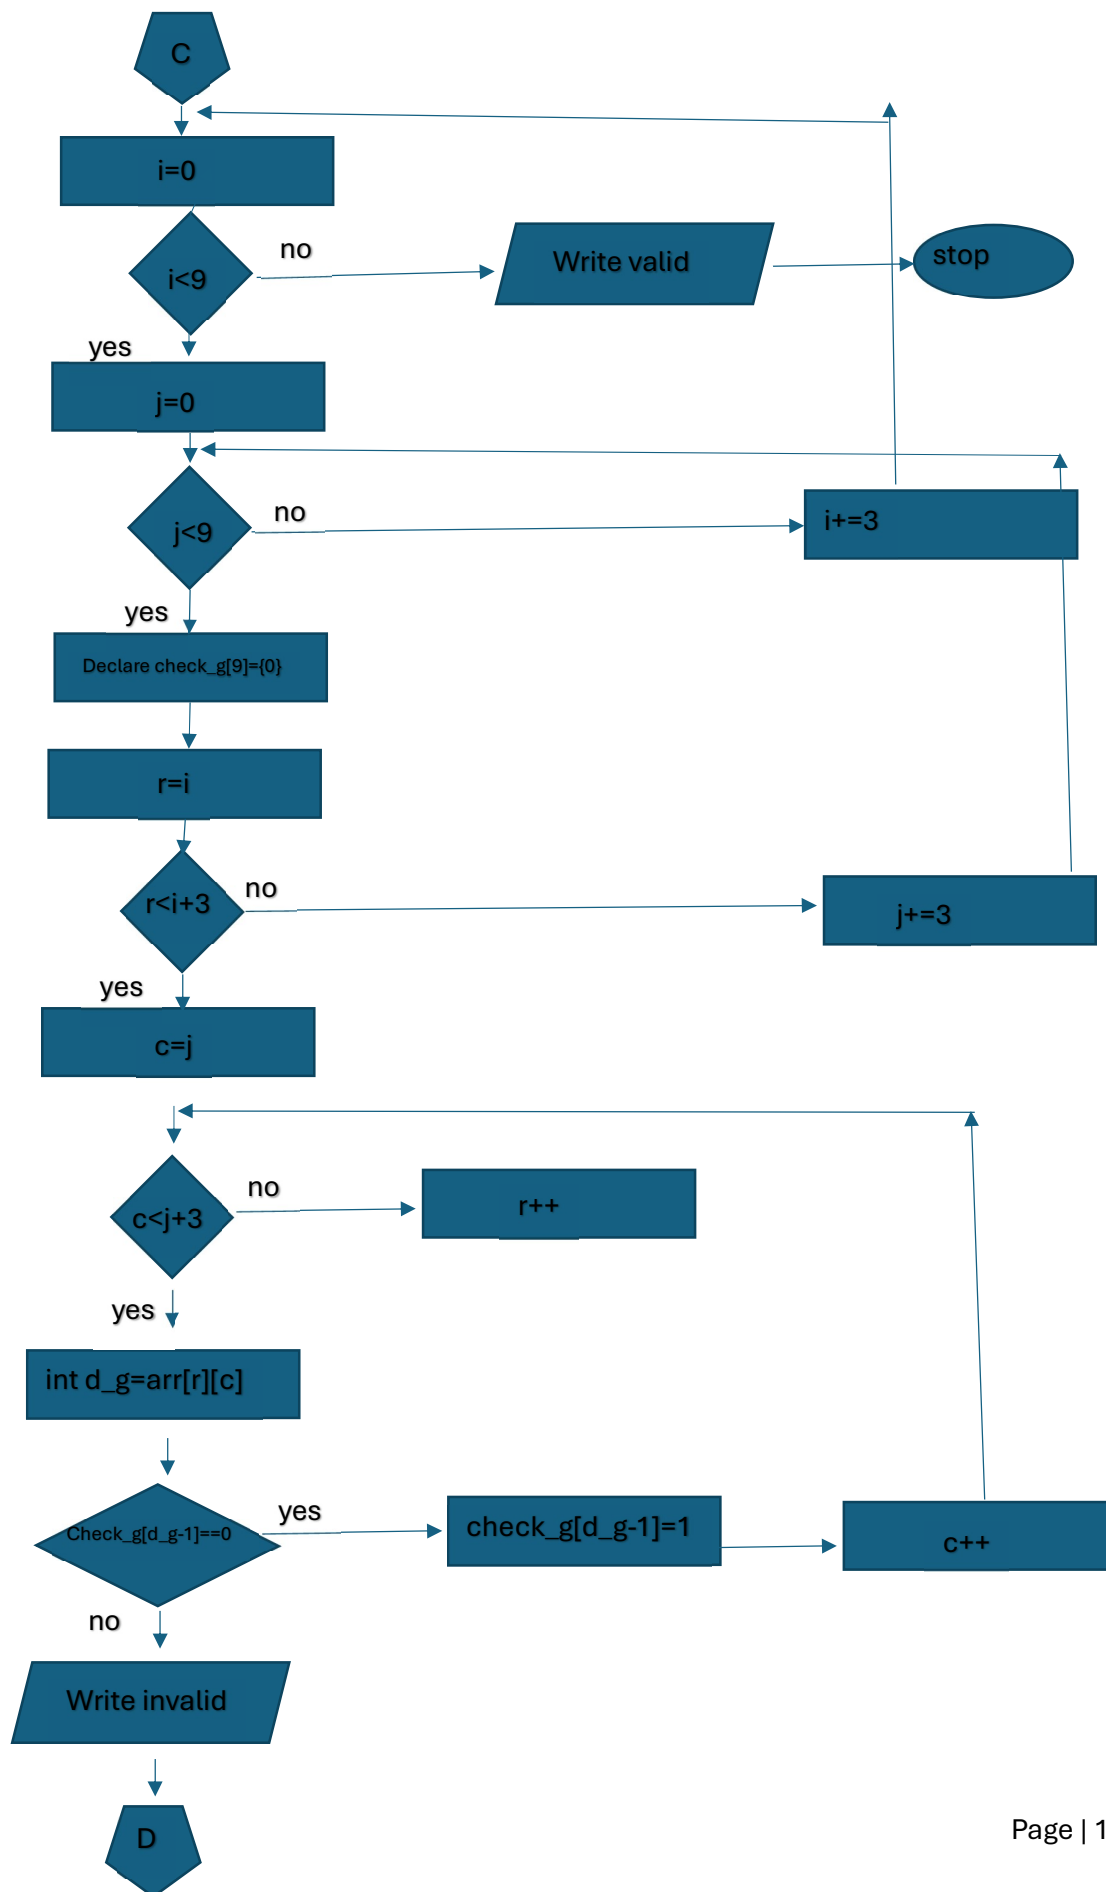 C
i=0
i<9
no
Write valid
stop
yes
j=0
j<9
no
i+=3
yes
Declare check_g[9]={0}
r=i
r<i+3
no
j+=3
yes
c=j
c<j+3
no
r++
yes
int d_g=arr[r][c]
Check_g[d_g-1]==0
yes
check_g[d_g-1]=1
c++
no
Write invalid
D
Page | 1